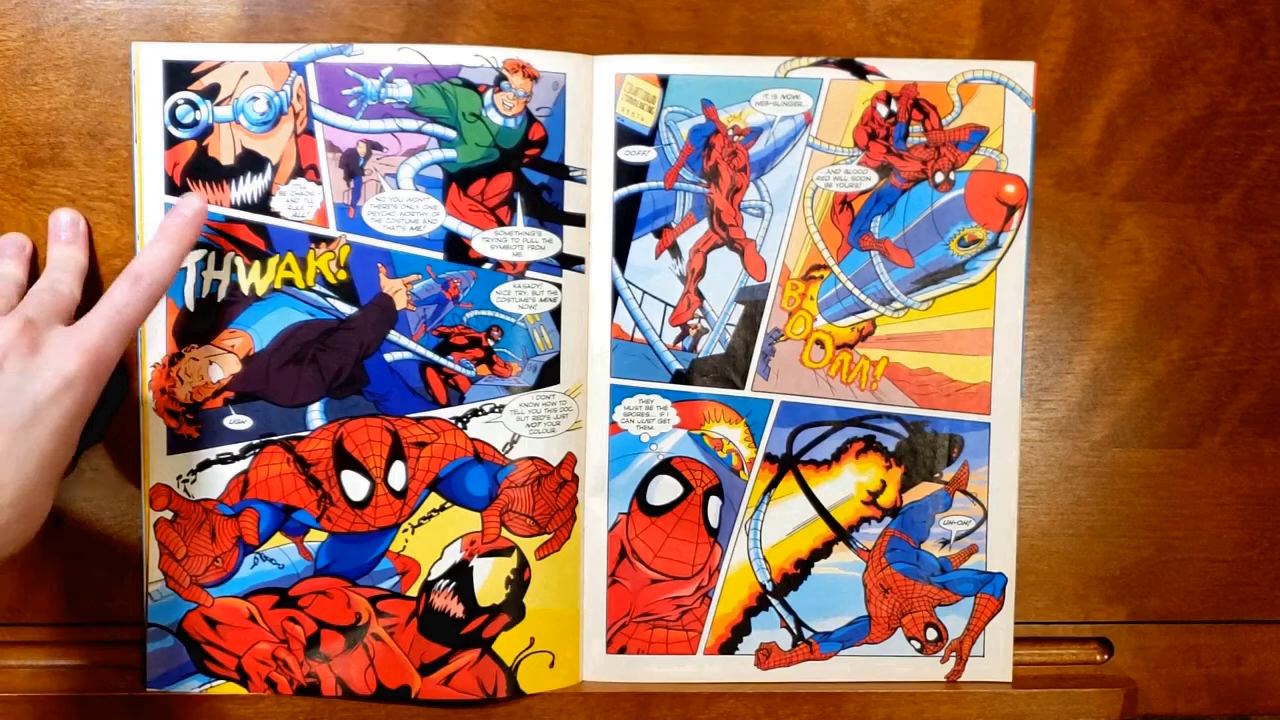 BE CHAOS -
AND I'LL
RULE IT
ALL!
NO YOU WON'T
THERE'S ONLY ONE
PSYCHO WORTHY OF
THE COSTUME AND
THAT'S ME!
SOMETHING'S
TRYING TO PULL THE
SYMBIOTE FROM
ME.
THWAK!
KASADY!
NICE TRY, BUT THE
COSTUME'S MINE
NOW!
UGH
I DON'T
KNOW HOW TO
TELL YOU THIS DOC,
BUT RED'S JUST
NOT YOUR
COLOUR.
OOFF!
IT IS NOW!
WEB-SLINGER...
AND BLOOD
RED WILL SOON
BE YOURS!
BOOOM!
THEY
MUST BE THE
SPORES... IF I
CAN JUST GET
THEM.
UH-OH!